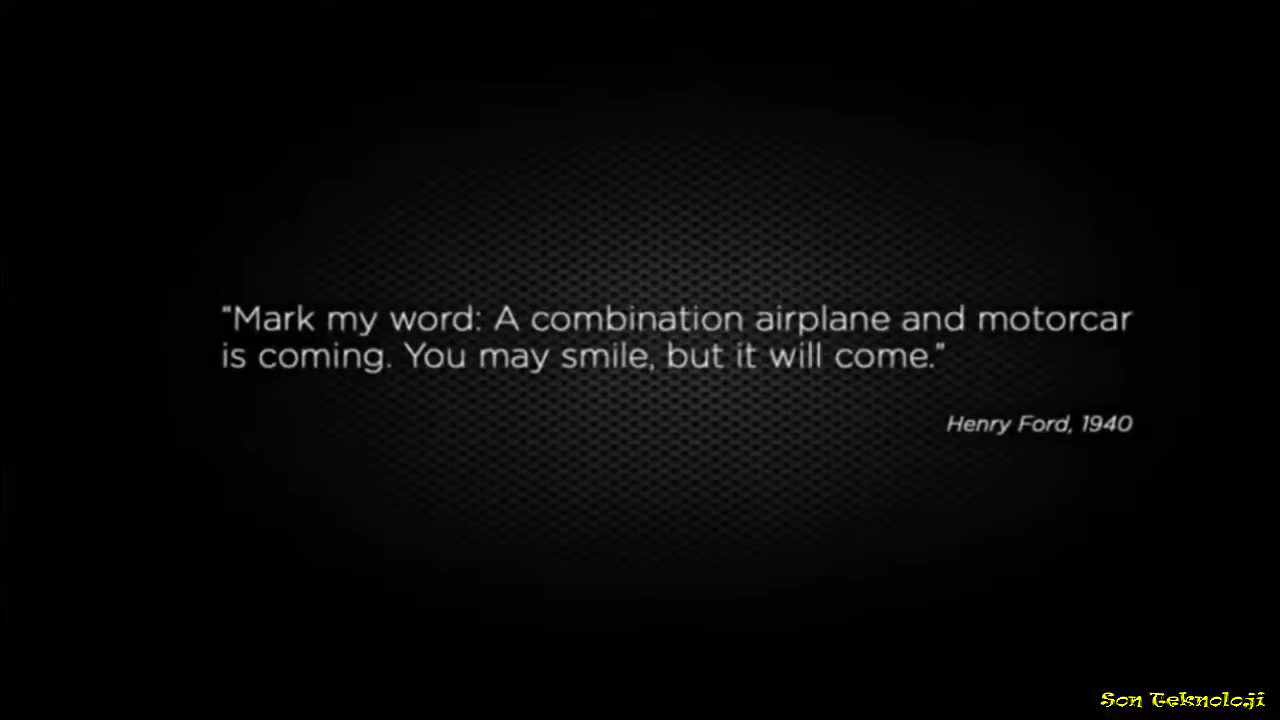 "Mark my word: A combination airplane and motorcar
is coming. You may smile, but it will come."
Henry Ford, 1940
Son Teknoloji